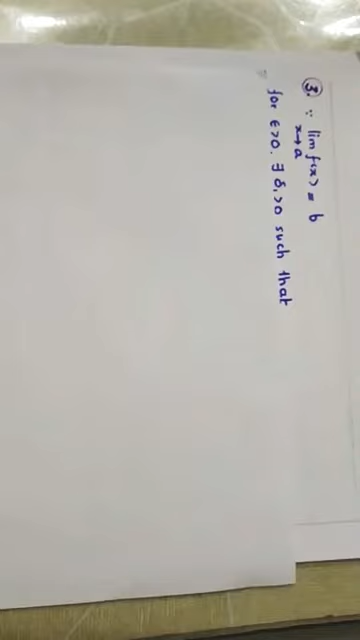 3. ∵ lim f(x) = b
x→a
for ε>0. ∃ δ₁>0 such that